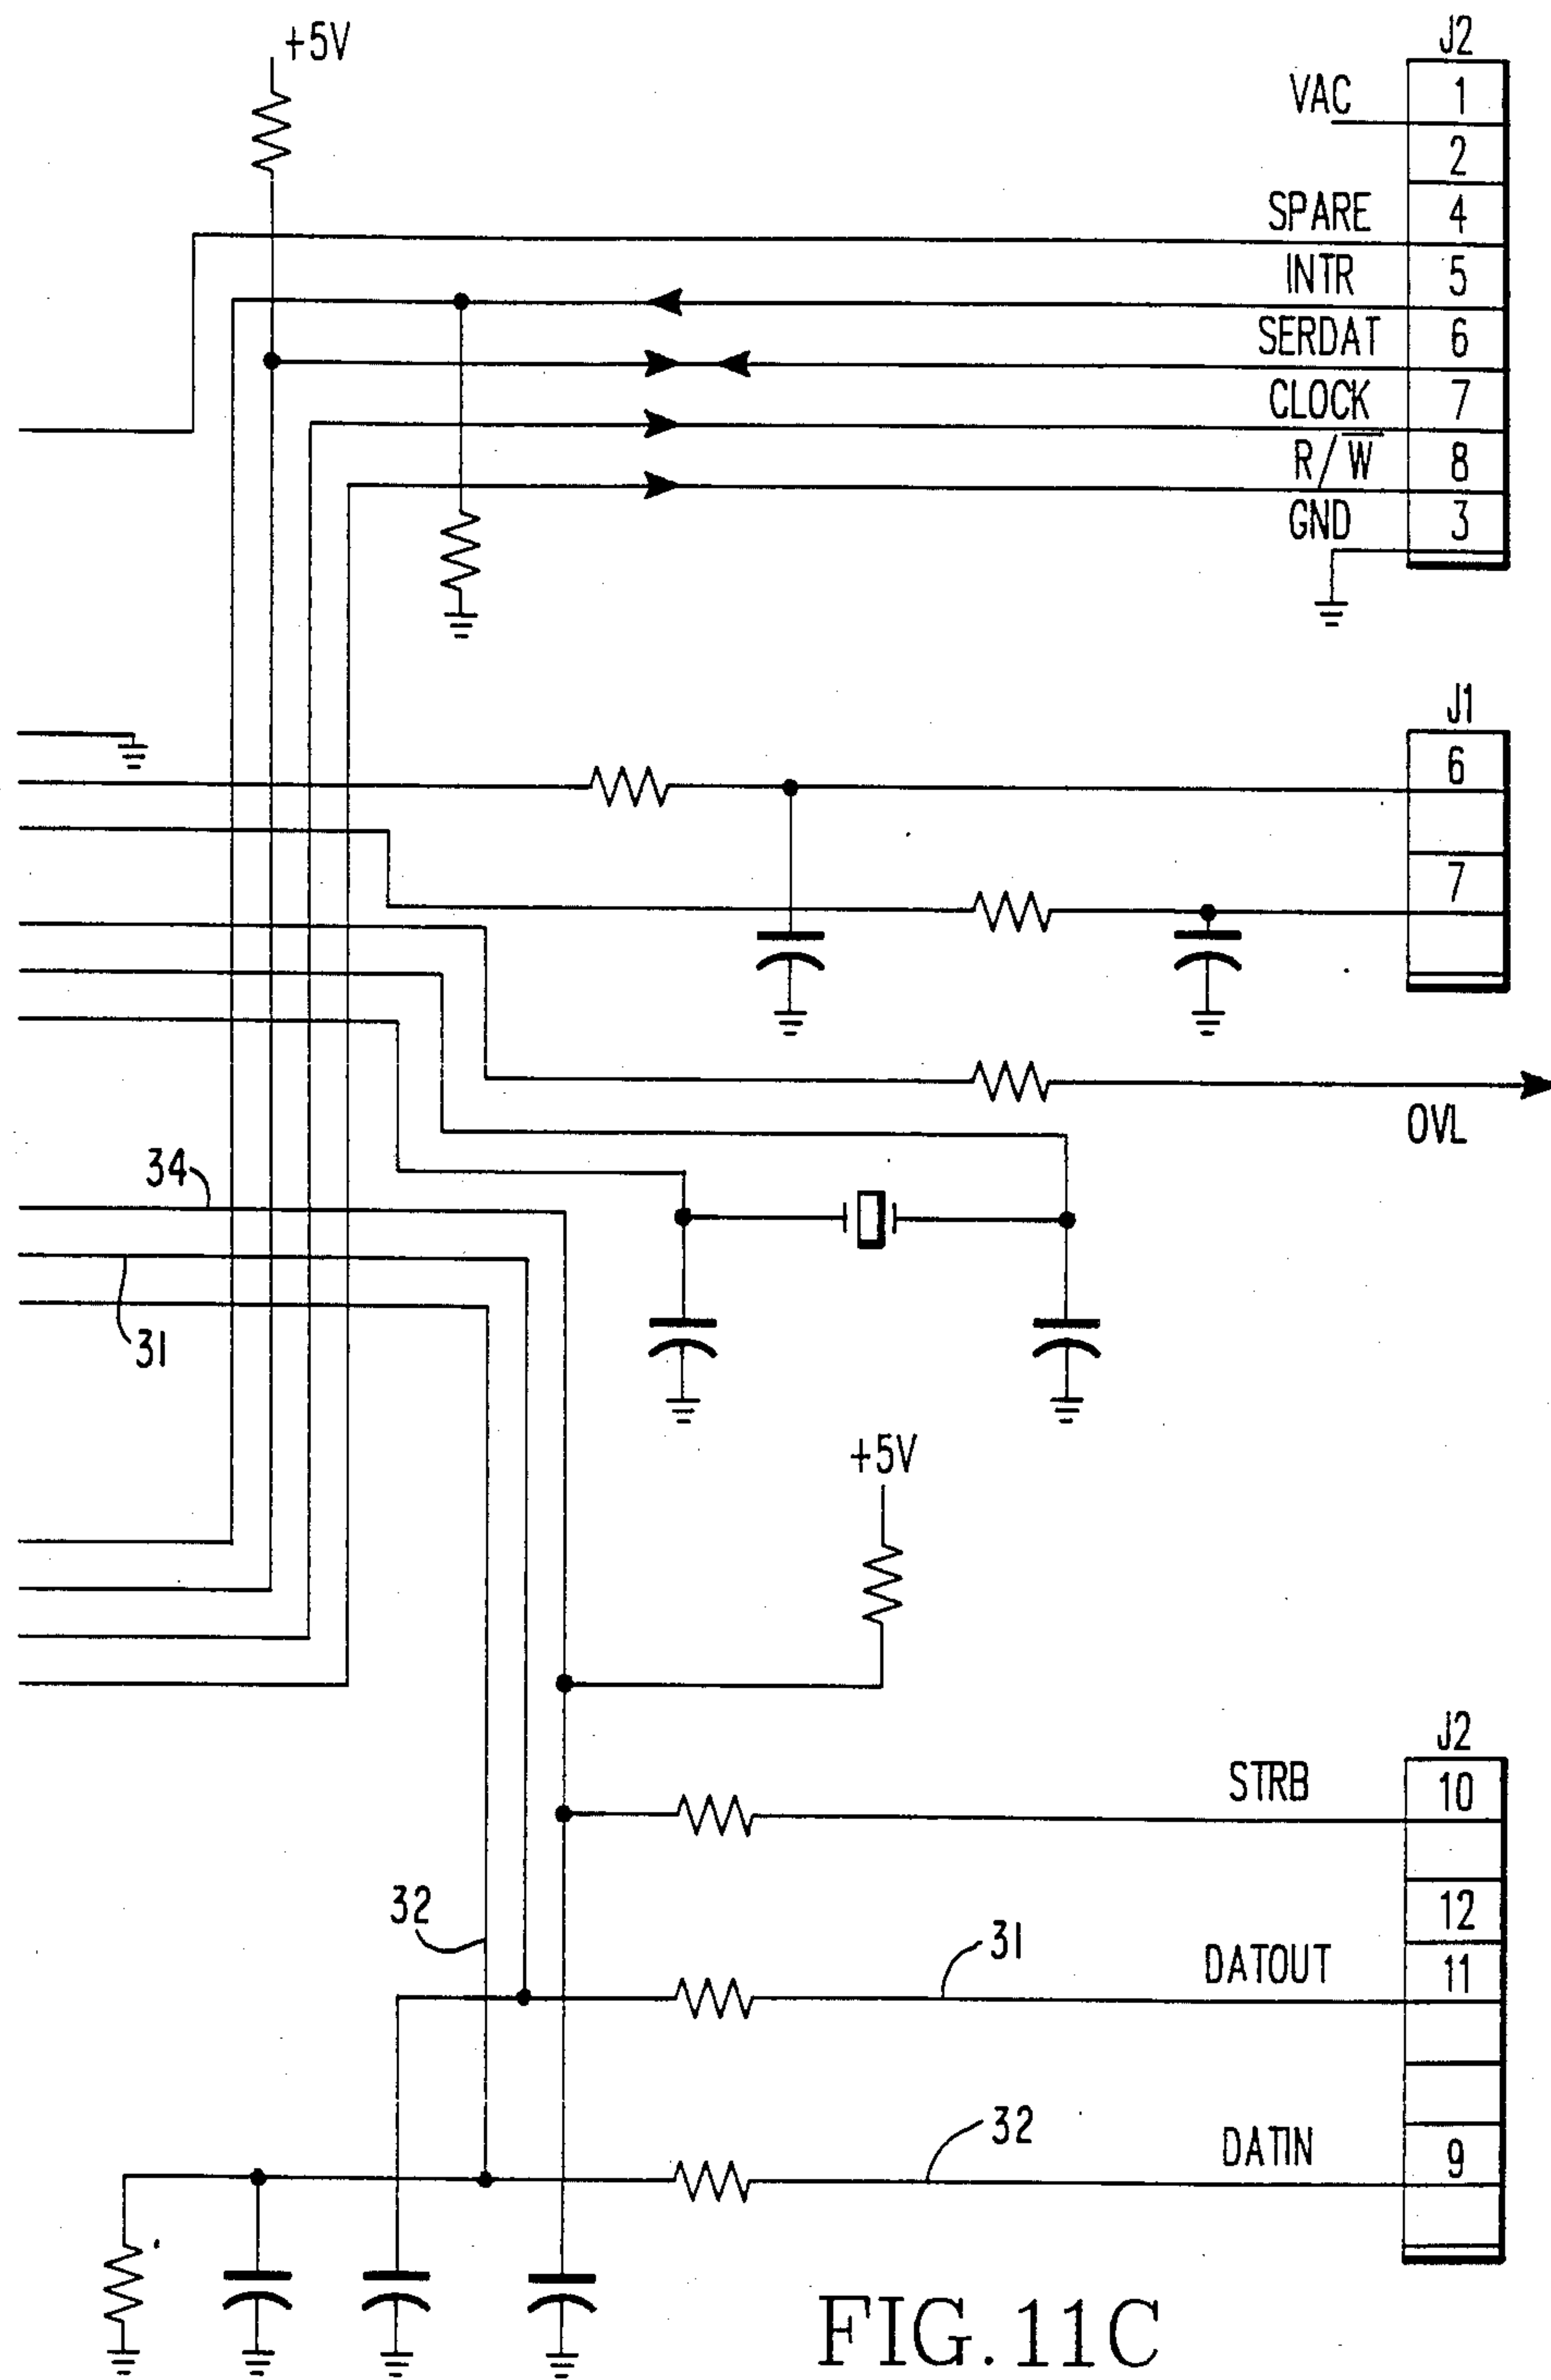 +5V
J2
VAC 1
2
SPARE 4
INTR 5
SERDAT 6
CLOCK 7
R/W̅ 8
GND 3
J1
6
7
OVL
34
31
+5V
J2
STRB 10
12
32
31
DATOUT 11
32
DATIN 9
FIG. 11C